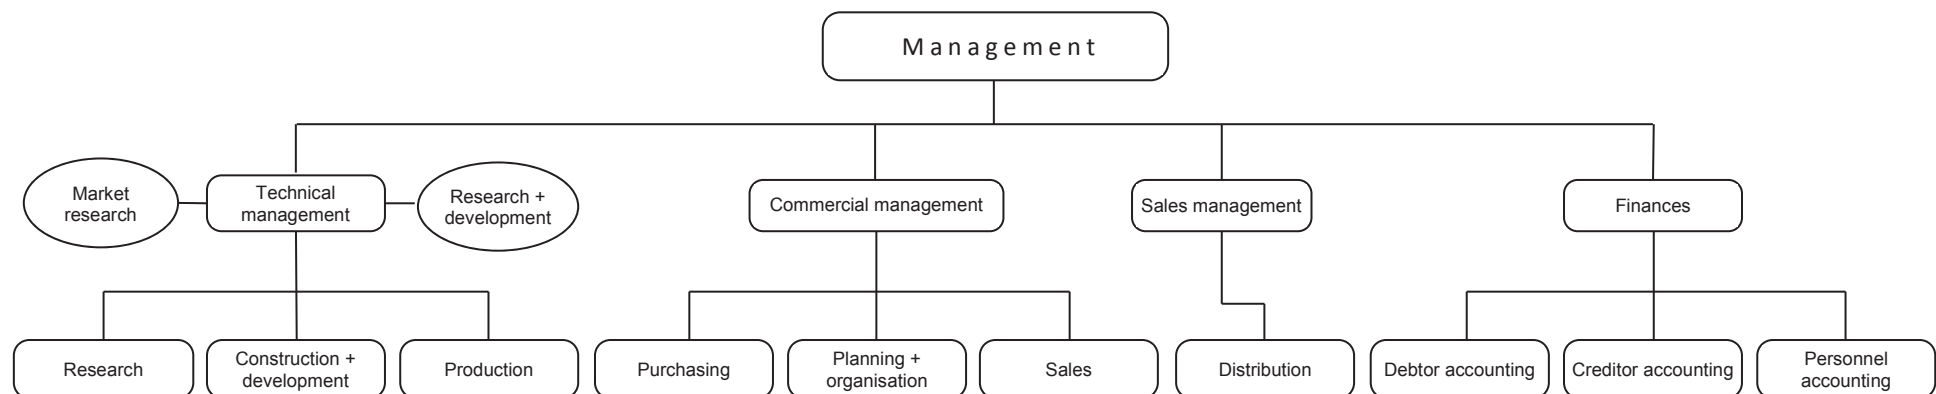 Management
Market
research
Technical
management
Research +
development
Commercial management
Sales management
Finances
Research
Construction +
development
Production
Purchasing
Planning +
organisation
Sales
Distribution
Debtor accounting
Creditor accounting
Personnel
accounting